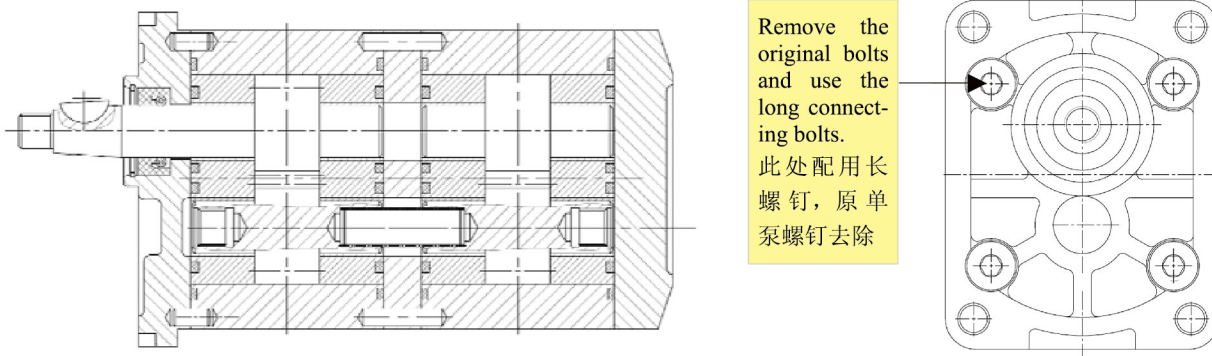 Remove the
original bolts
and use the
long connect-
ing bolts.
此处配用长
螺钉，原单
泵螺钉去除